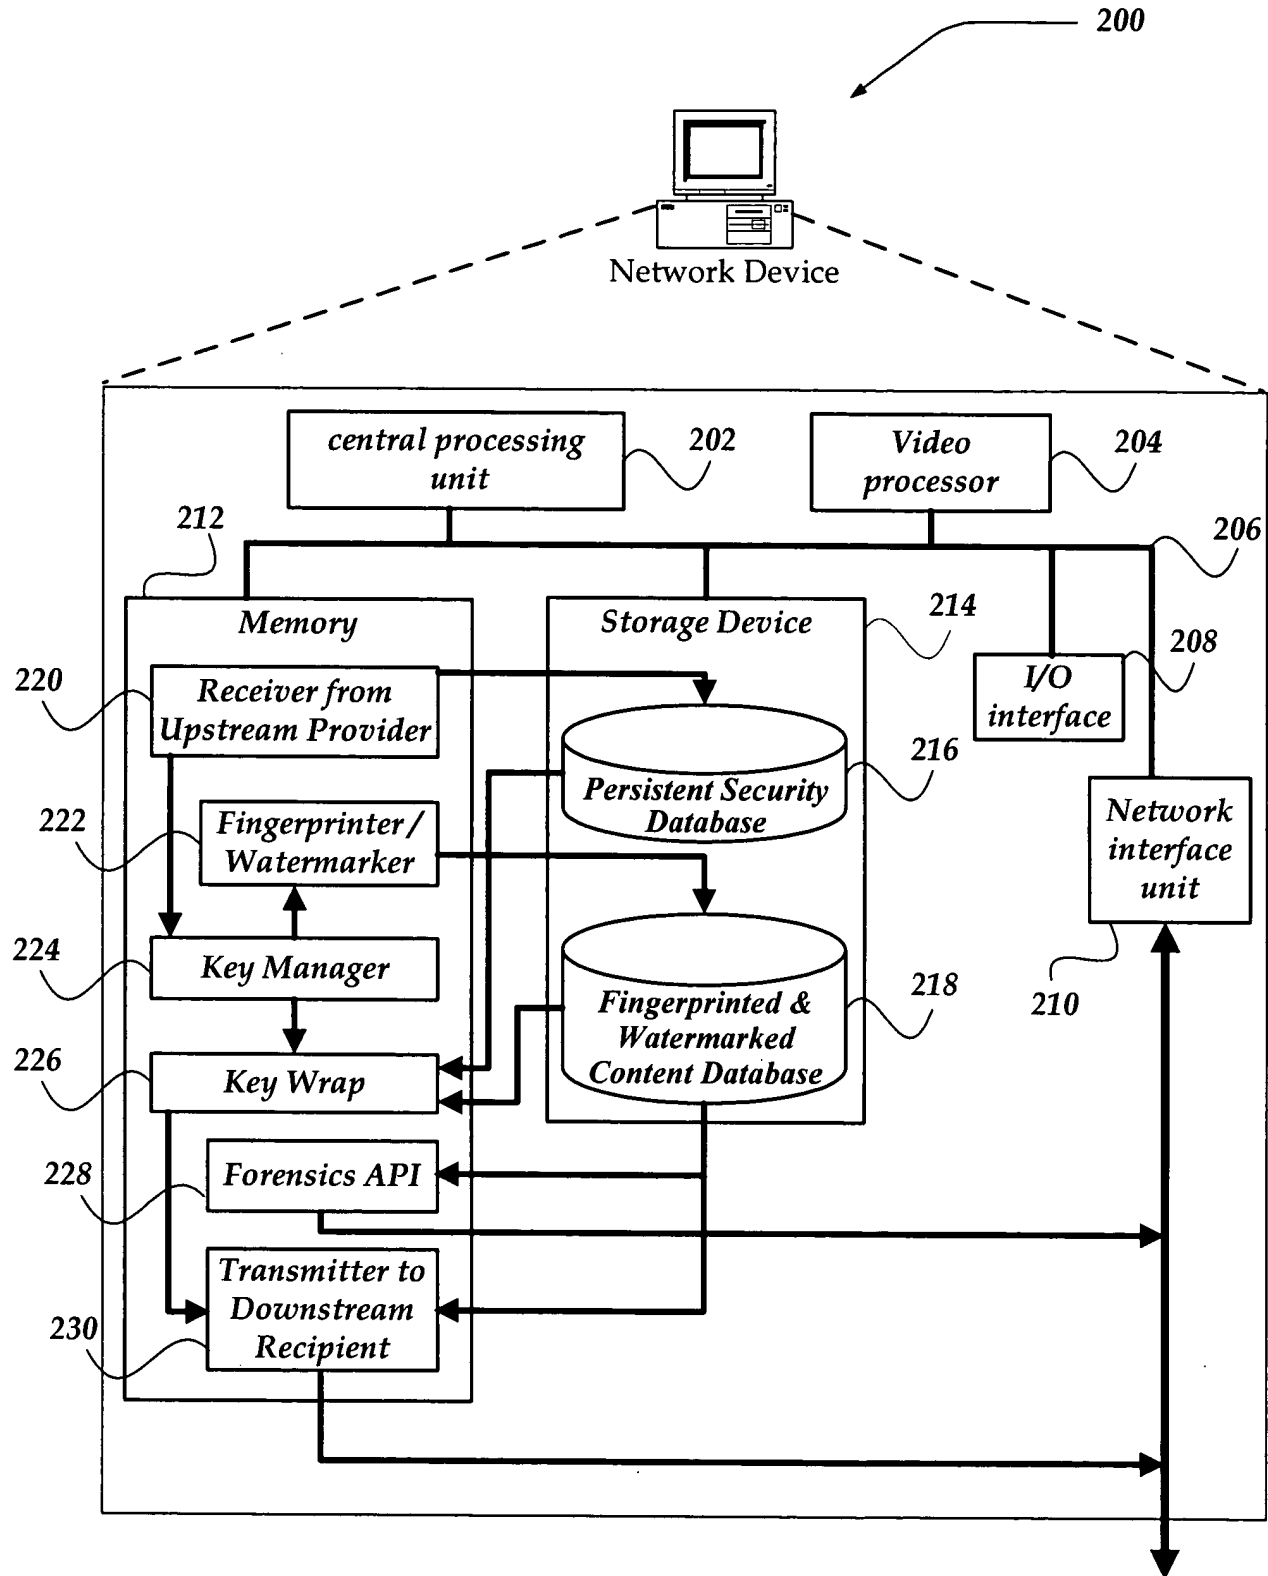 200
Network Device
central processing
unit
202
Video
processor
204
212
206
Memory
Storage Device
214
208
220
Receiver from
Upstream Provider
I/O
interface
216
Persistent Security
Database
222
Fingerprinter/
Watermarker
Network
interface
unit
224
Key Manager
218
210
Fingerprinted &
Watermarked
Content Database
226
Key Wrap
228
Forensics API
Transmitter to
Downstream
Recipient
230